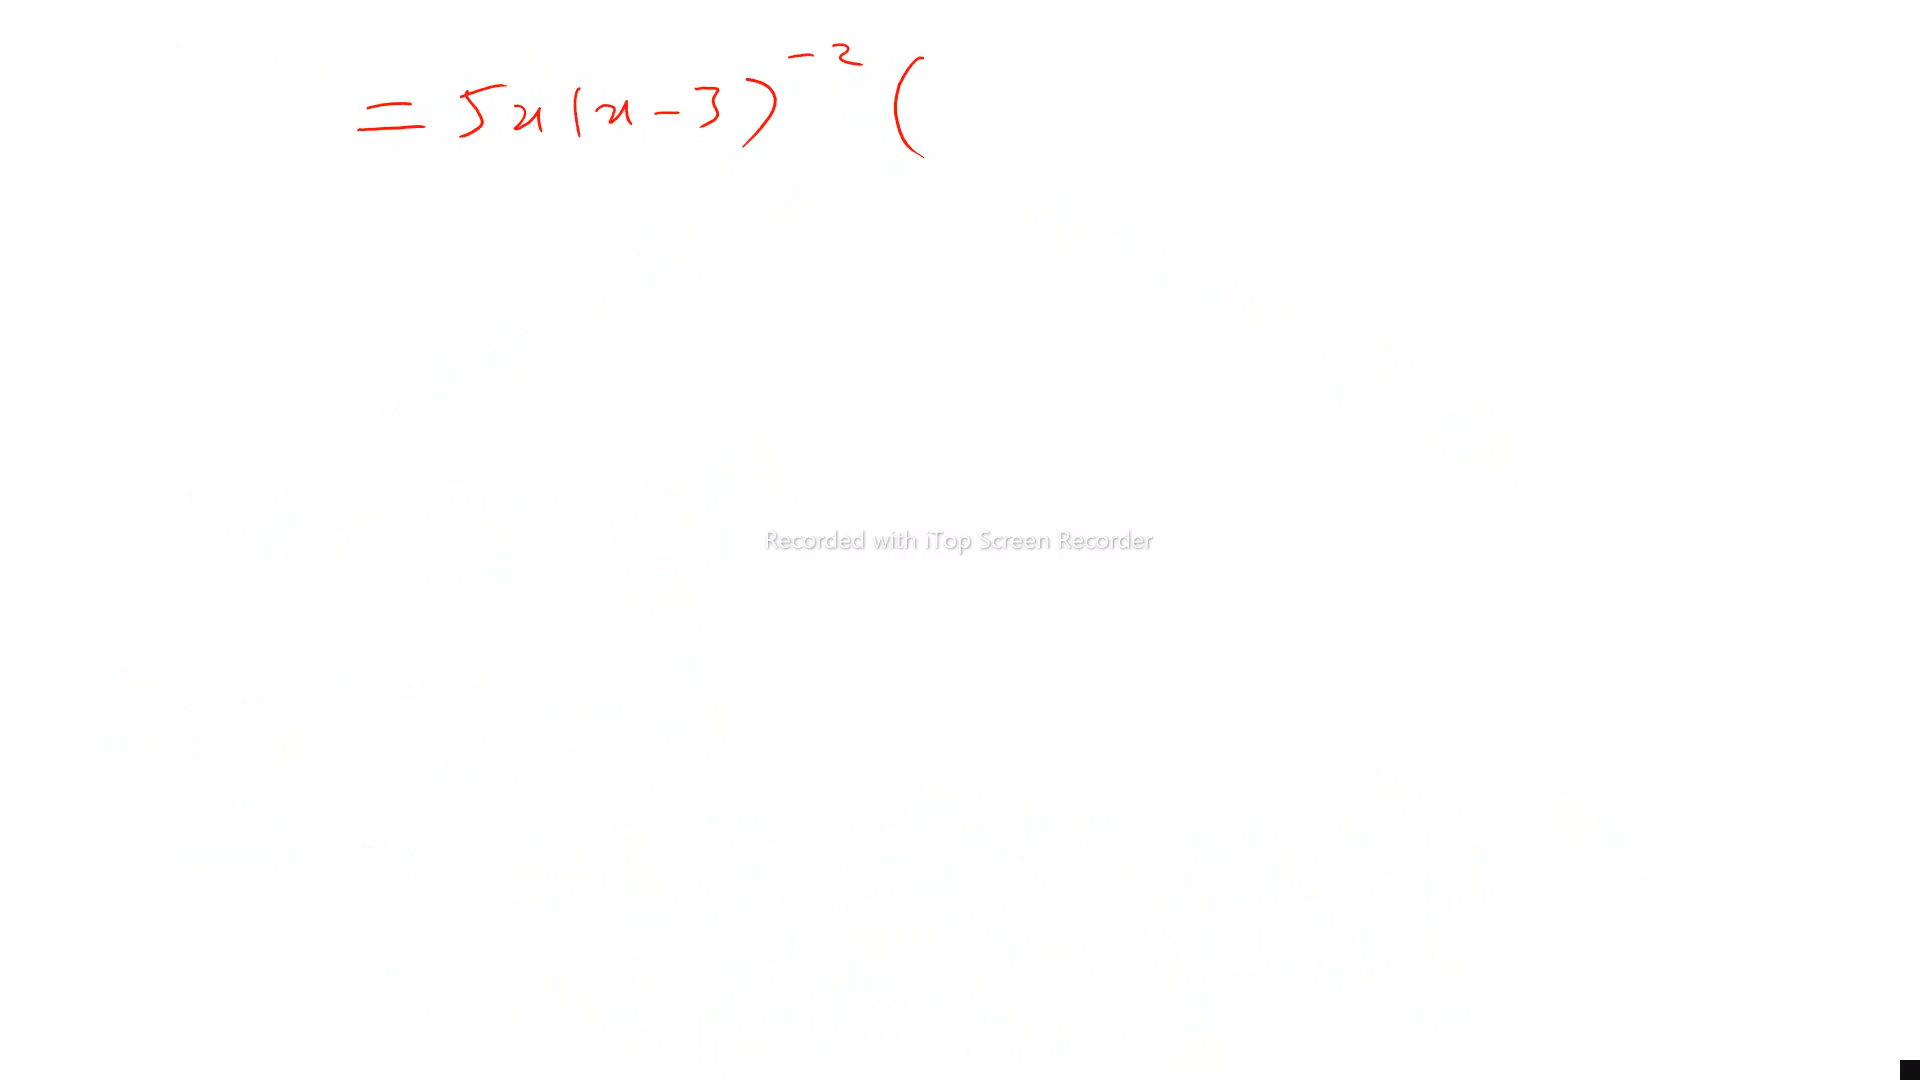 = 5x(x-3)^-2 (
Recorded with iTop Screen Recorder